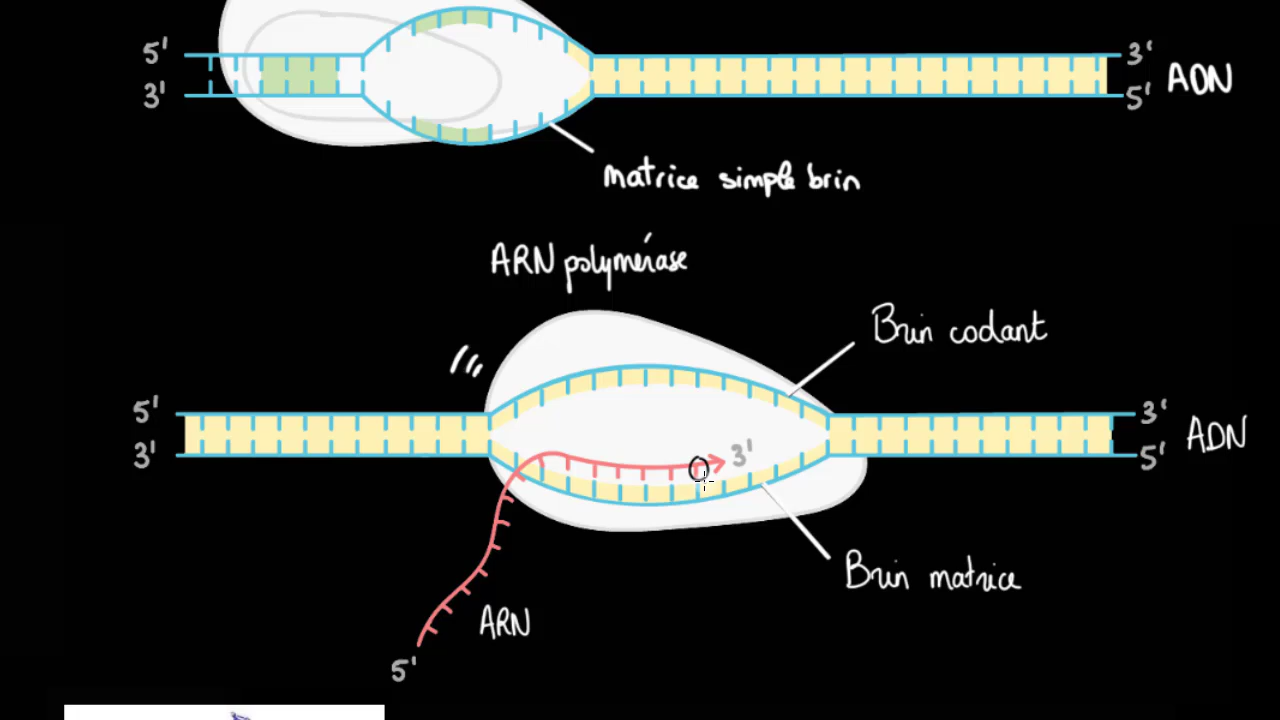 5' 3'
3' 5' ADN
matrice simple brin
ARN polymérase
Brin codant
5' 3'
3' 5' ADN
3'
Brin matrice
ARN
5'